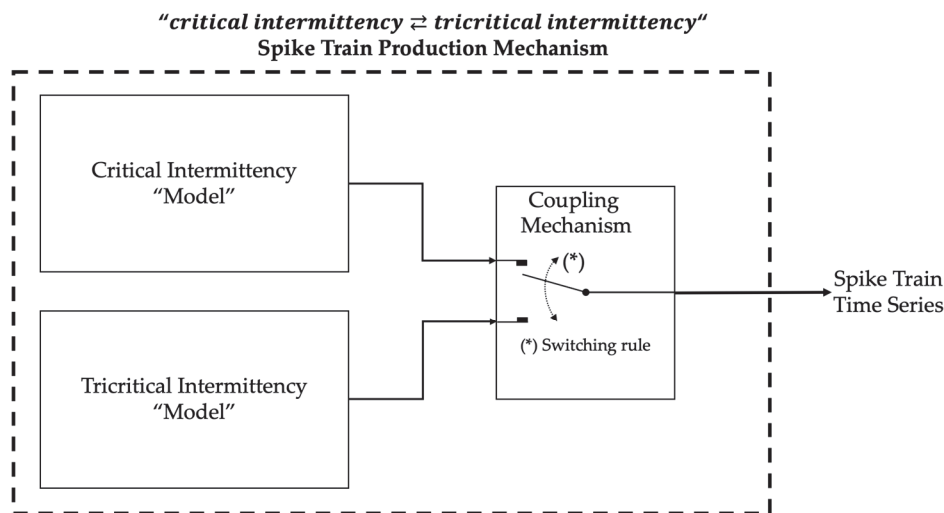 “critical intermittency ⇄ tricritical intermittency“
Spike Train Production Mechanism
Critical Intermittency
“Model”
Tricritical Intermittency
“Model”
Coupling
Mechanism
(*)
(*) Switching rule
Spike Train
Time Series